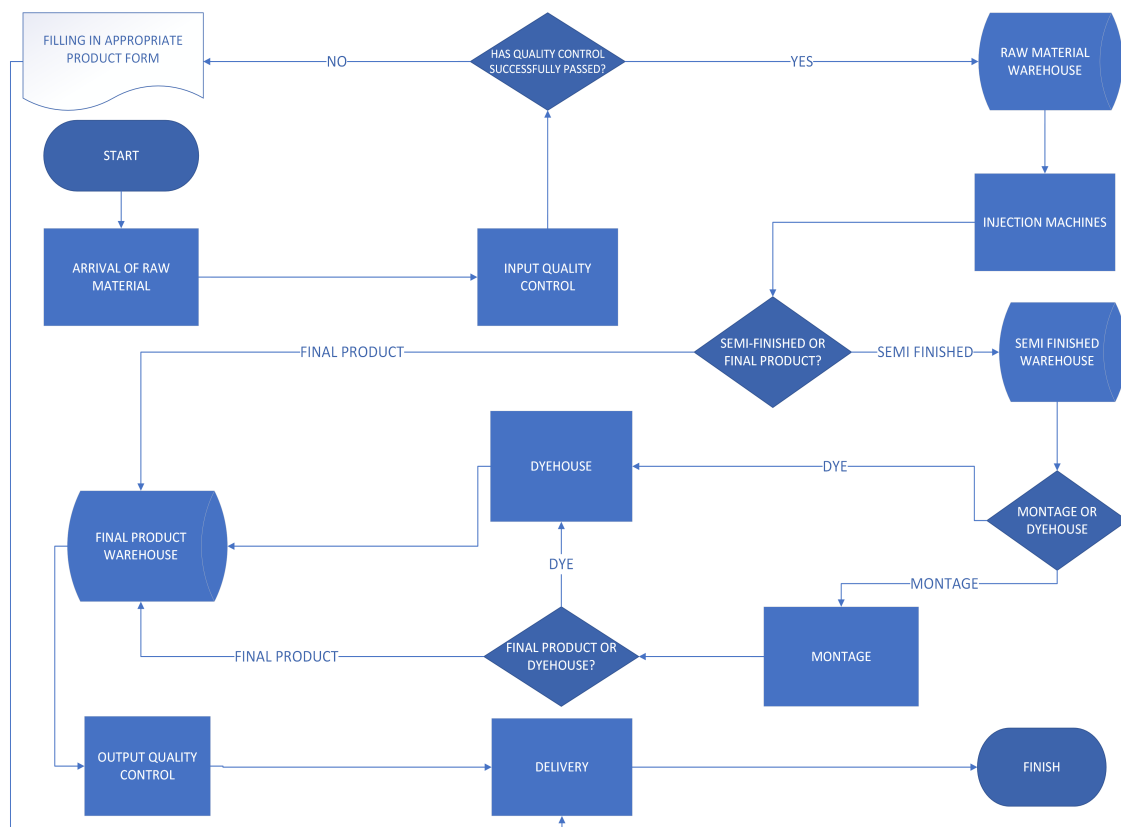 FILLING IN APPROPRIATE
PRODUCT FORM
NO
HAS QUALITY CONTROL
SUCCESSFULLY PASSED?
YES
RAW MATERIAL
WAREHOUSE
START
INJECTION MACHINES
ARRIVAL OF RAW
MATERIAL
INPUT QUALITY
CONTROL
FINAL PRODUCT
SEMI-FINISHED OR
FINAL PRODUCT?
SEMI FINISHED
SEMI FINISHED
WAREHOUSE
DYEHOUSE
DYE
MONTAGE OR
DYEHOUSE
FINAL PRODUCT
WAREHOUSE
DYE
MONTAGE
FINAL PRODUCT
FINAL PRODUCT OR
DYEHOUSE?
MONTAGE
OUTPUT QUALITY
CONTROL
DELIVERY
FINISH